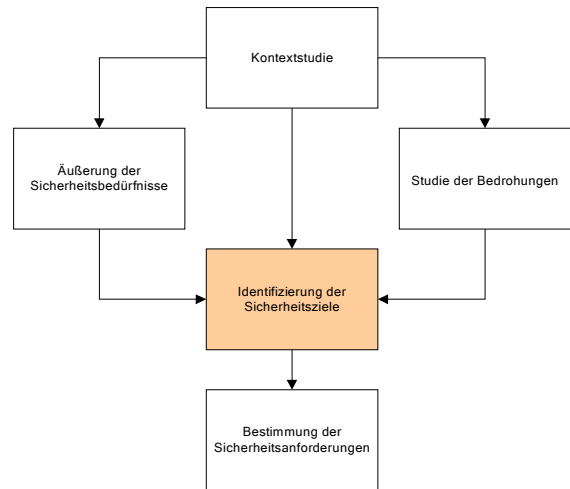 Kontextstudie
Äußerung der
Sicherheitsbedürfnisse
Studie der Bedrohungen
Identifizierung der
Sicherheitsziele
Bestimmung der
Sicherheitsanforderungen